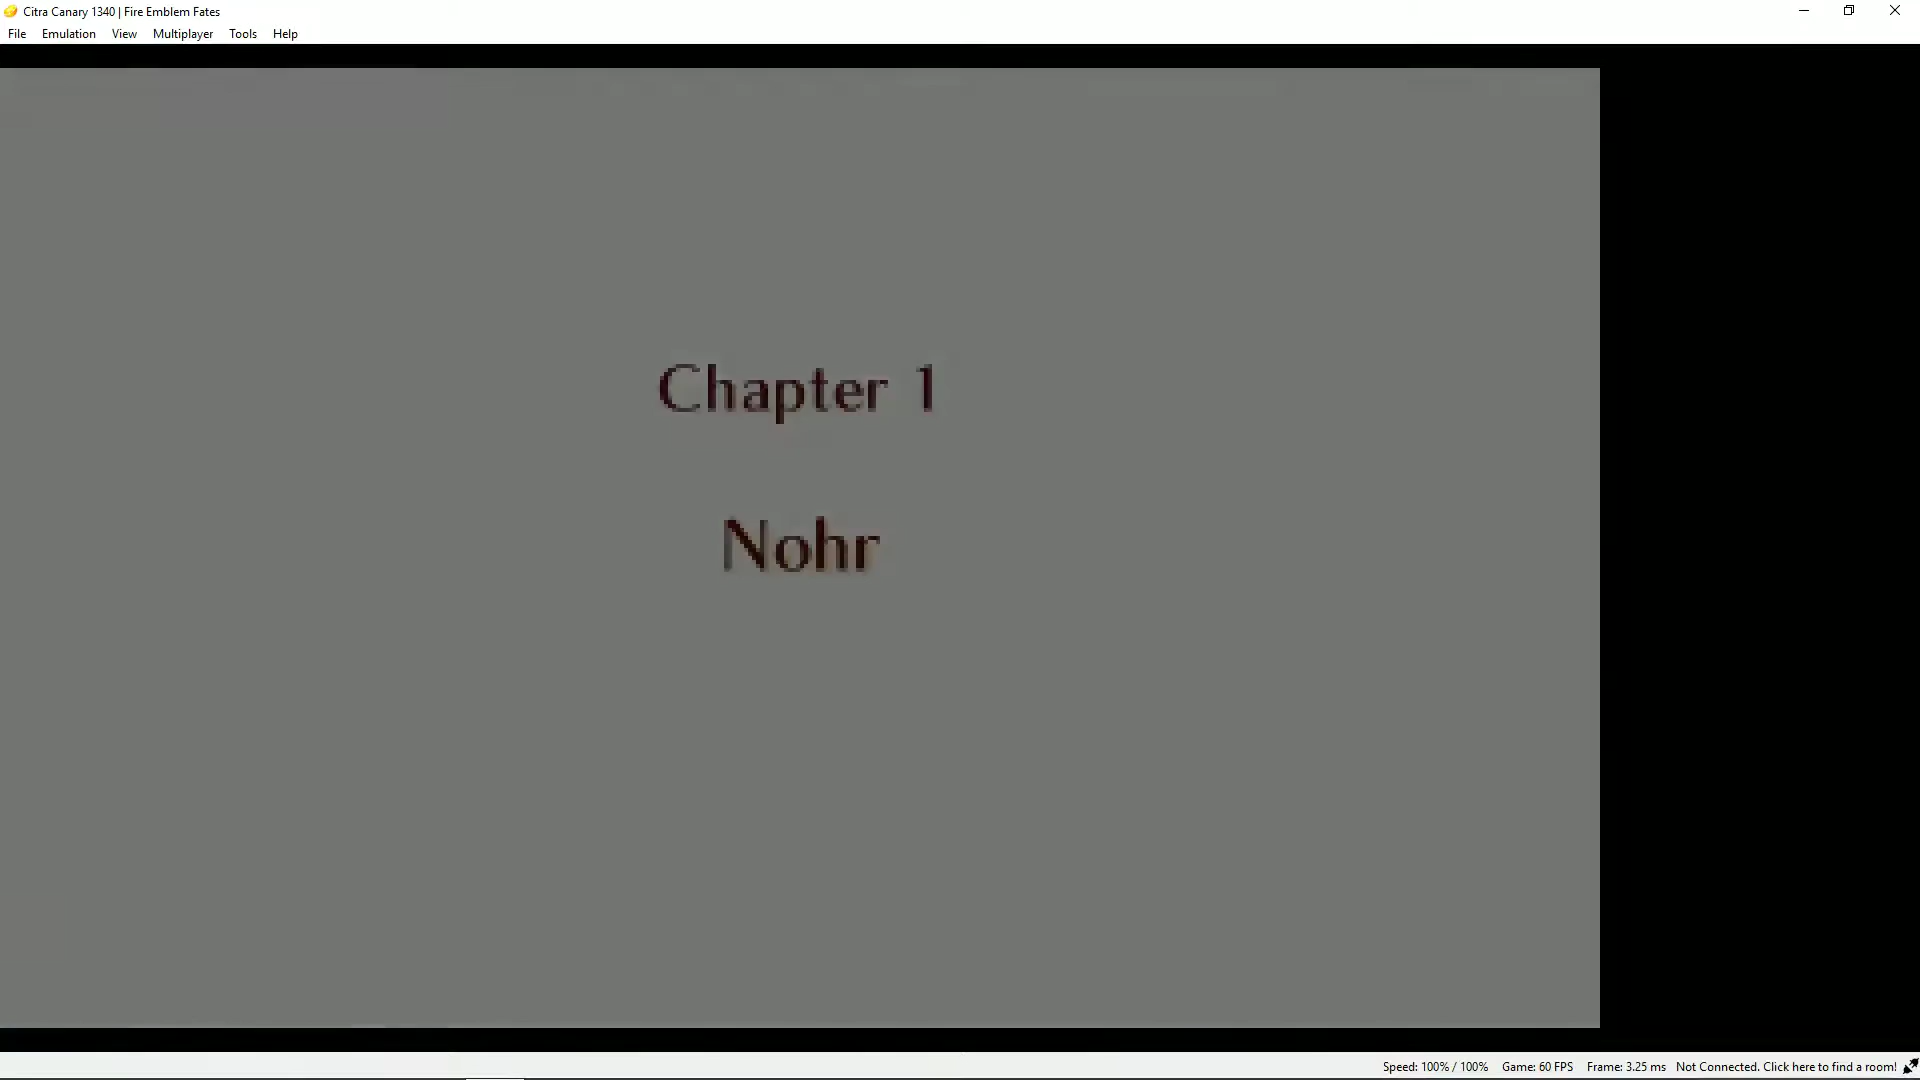 Citra Canary 1340 | Fire Emblem Fates
File Emulation View Multiplayer Tools Help
Chapter 1
Nohr
Speed: 100% / 100% Game: 60 FPS Frame: 3.25 ms Not Connected. Click here to find a room!